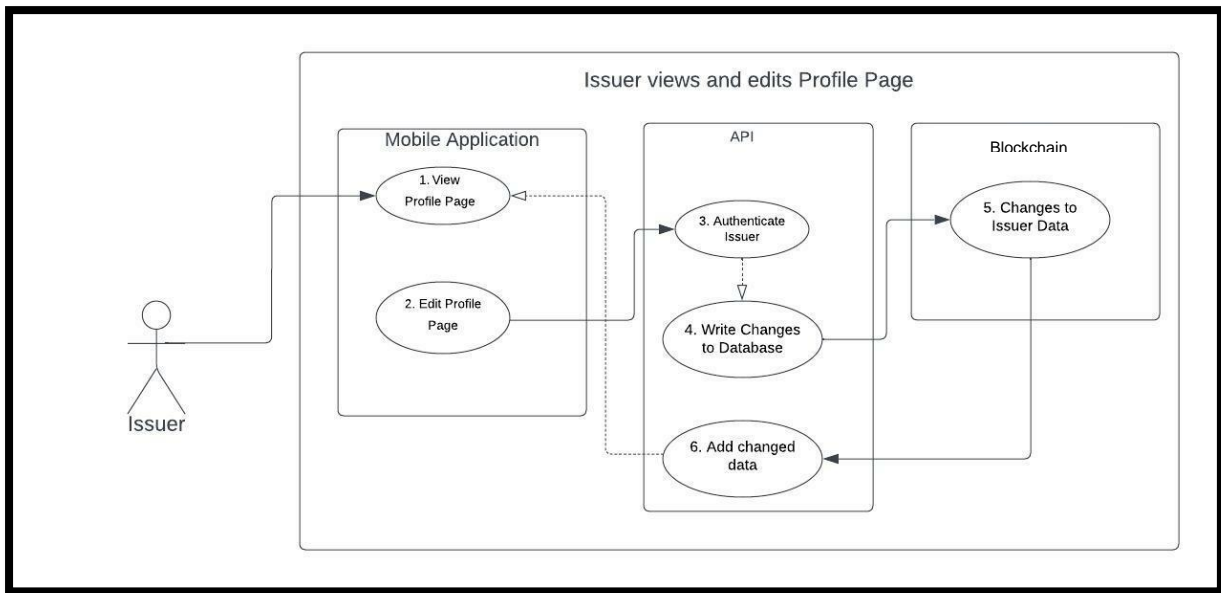 Issuer views and edits Profile Page
Mobile Application
API
Blockchain
1. View
Profile Page
2. Edit Profile
Page
3. Authenticate
Issuer
4. Write Changes
to Database
5. Changes to
Issuer Data
6. Add changed
data
Issuer